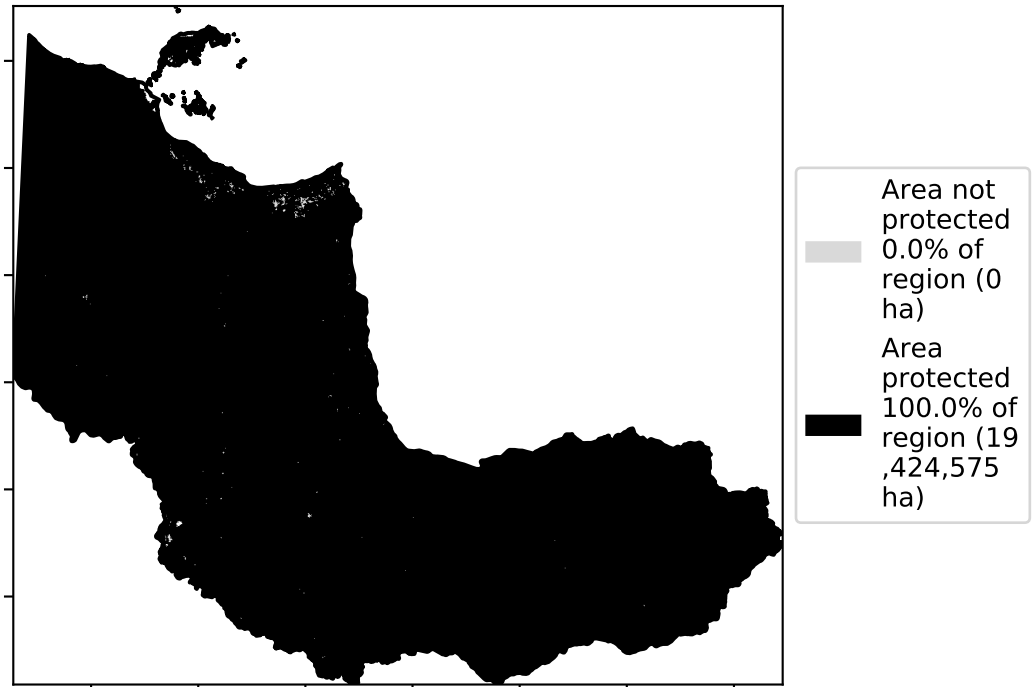 Area not
protected
0.0% of
region (0
ha)
Area
protected
100.0% of
region (19
,424,575
ha)